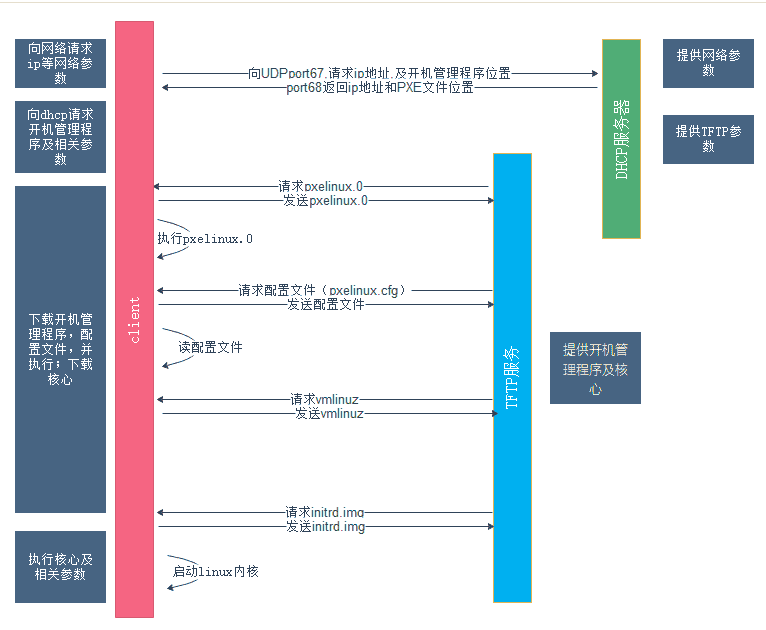 向网络请求
ip等网络参
数
向UDPport67,请求ip地址,及开机管理程序位置
port68返回ip地址和PXE文件位置
提供网络参
数
向dhcp请求
开机管理程
序及相关参
数
DHCP服务器
提供TFTP参
数
请求pxelinux.0
发送pxelinux.0
执行pxelinux.0
client
请求配置文件（pxelinux.cfg）
发送配置文件
下载开机管
理程序，配
置文件，并
执行；下载
核心
读配置文件
TFTP服务
提供开机管
理程序及核
心
请求vmlinuz
发送vmlinuz
请求initrd.img
发送initrd.img
执行核心及
相关参数
启动linux内核